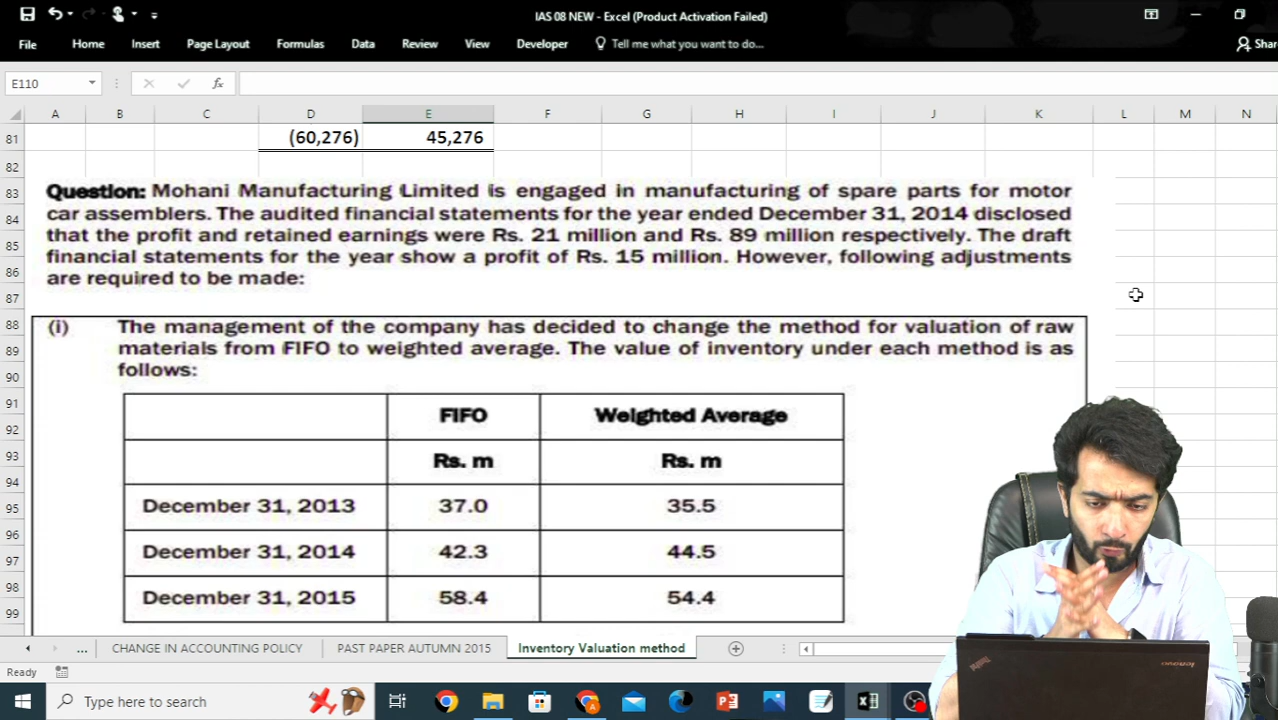 IAS 08 NEW - Excel (Product Activation Failed)
File Home Insert Page Layout Formulas Data Review View Developer Tell me what you want to do... Shar
E110 fx
A B C D E F G H I J K L M N
81 (60,276) 45,276
82
83 Question: Mohani Manufacturing Limited is engaged in manufacturing of spare parts for motor
84 car assemblers. The audited financial statements for the year ended December 31, 2014 disclosed
85 that the profit and retained earnings were Rs. 21 million and Rs. 89 million respectively. The draft
86 financial statements for the year show a profit of Rs. 15 million. However, following adjustments
87 are required to be made:
88 (i) The management of the company has decided to change the method for valuation of raw
89 materials from FIFO to weighted average. The value of inventory under each method is as
90 follows:
91
92 FIFO Weighted Average
93 Rs. m Rs. m
94
95 December 31, 2013 37.0 35.5
96
97 December 31, 2014 42.3 44.5
98 December 31, 2015 58.4 54.4
99
... CHANGE IN ACCOUNTING POLICY PAST PAPER AUTUMN 2015 Inventory Valuation method
Ready
Type here to search
ThinkPad
lenovo